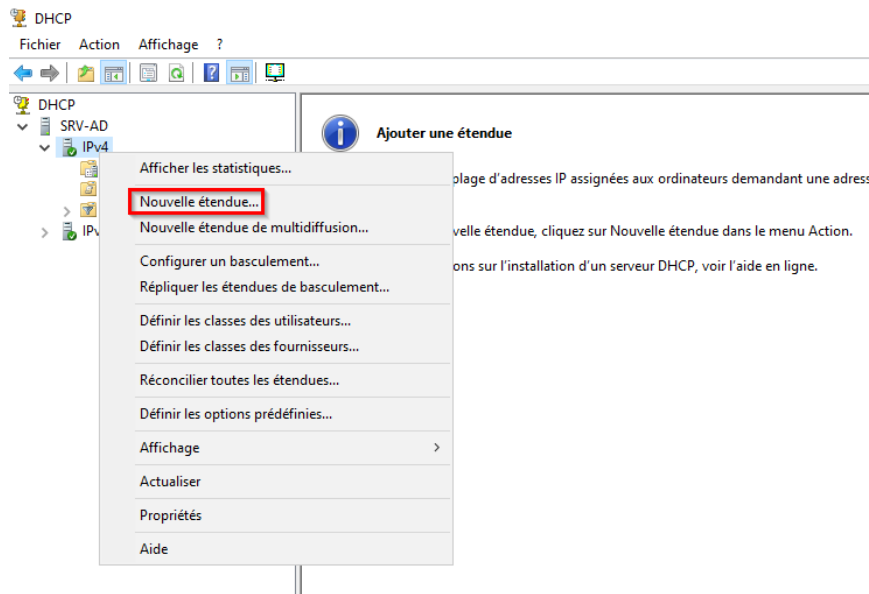 DHCP
Fichier Action Affichage ?
DHCP
SRV-AD
IPv4
IPv
Afficher les statistiques...
Nouvelle étendue...
Nouvelle étendue de multidiffusion...
Configurer un basculement...
Répliquer les étendues de basculement...
Définir les classes des utilisateurs...
Définir les classes des fournisseurs...
Réconcilier toutes les étendues...
Définir les options prédéfinies...
Affichage
Actualiser
Propriétés
Aide
Ajouter une étendue
plage d'adresses IP assignées aux ordinateurs demandant une adress
velle étendue, cliquez sur Nouvelle étendue dans le menu Action.
ons sur l'installation d'un serveur DHCP, voir l'aide en ligne.